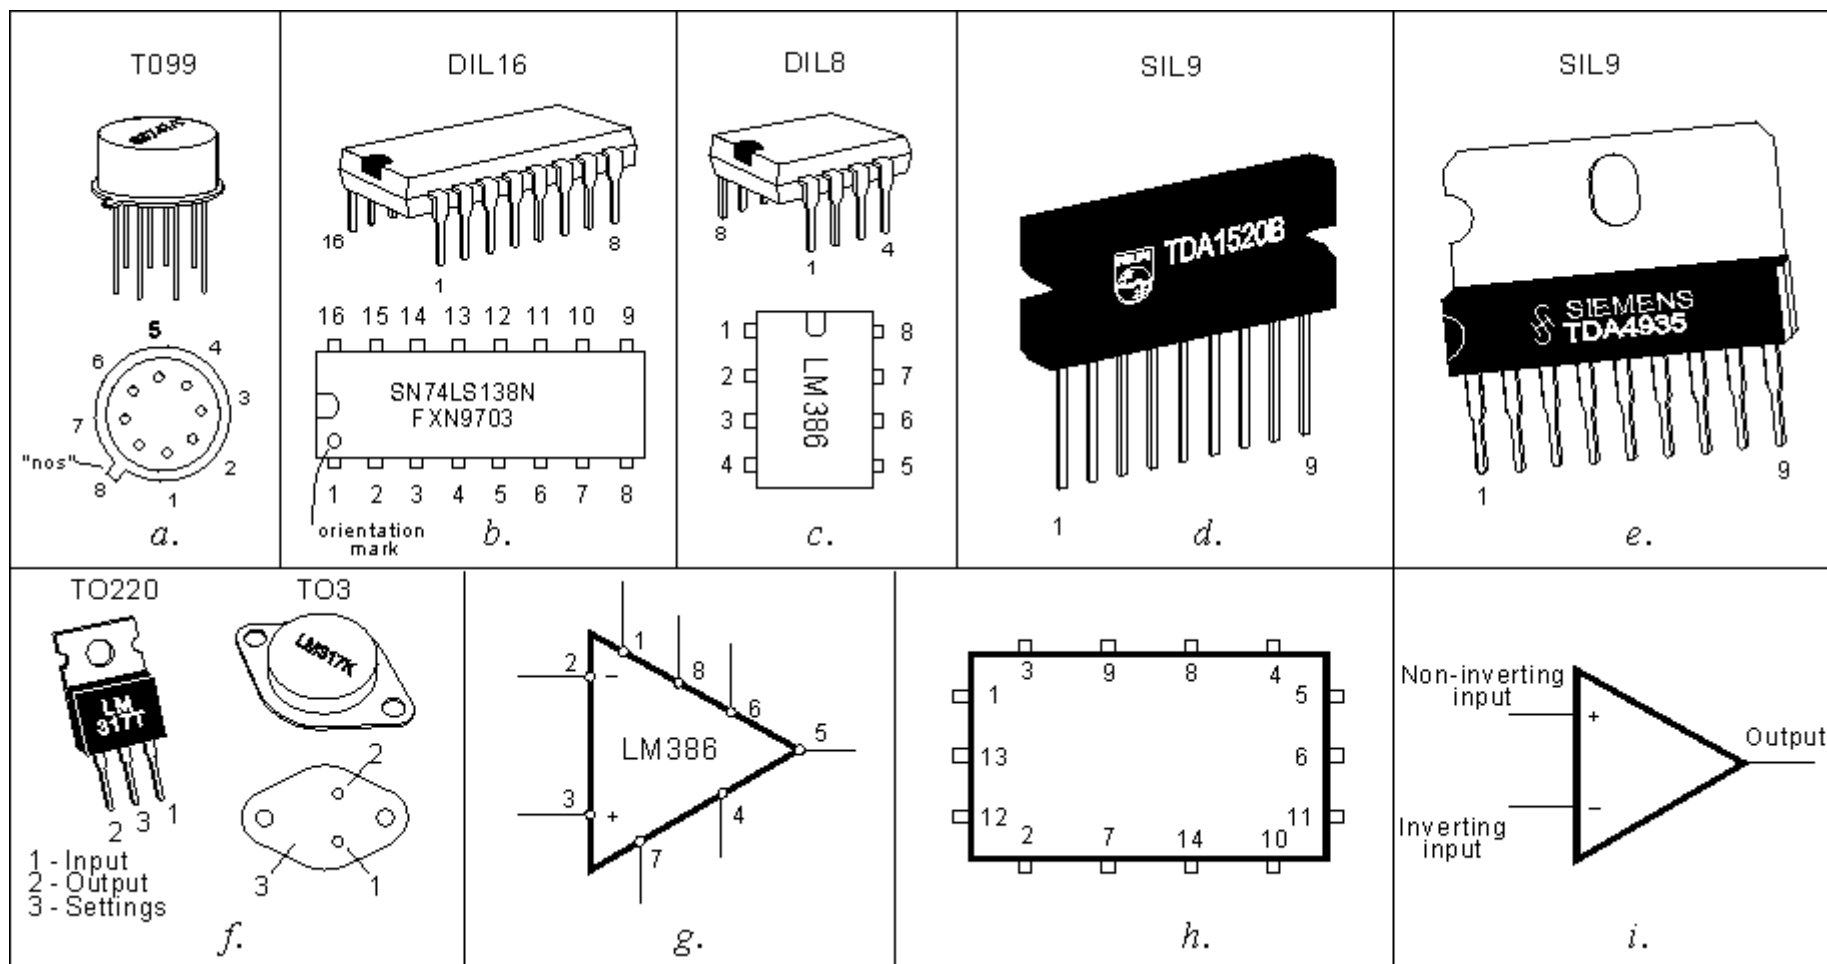 T099
5
6
4
7
3
"nos"
2
8
1
a.
DIL16
16
8
1
16 15 14 13 12 11 10 9
SN74LS138N
FXN9703
1 2 3 4 5 6 7 8
orientation
mark
b.
DIL8
8
4
1
1 8
2 7
3 6
4 5
LM386
c.
SIL9
TDA1520B
9
1
d.
SIL9
SIEMENS
TDA4935
1
9
e.
TO220
LM
317T
2 3 1
1 - Input
2 - Output
3 - Settings
TO3
LM317K
2
3
1
f.
1
2
8
-
6
5
LM386
3
+
4
7
g.
3 9 8 4
1 5
13 6
12 11
2 7 14 10
h.
Non-inverting
input
+
Output
-
Inverting
input
i.